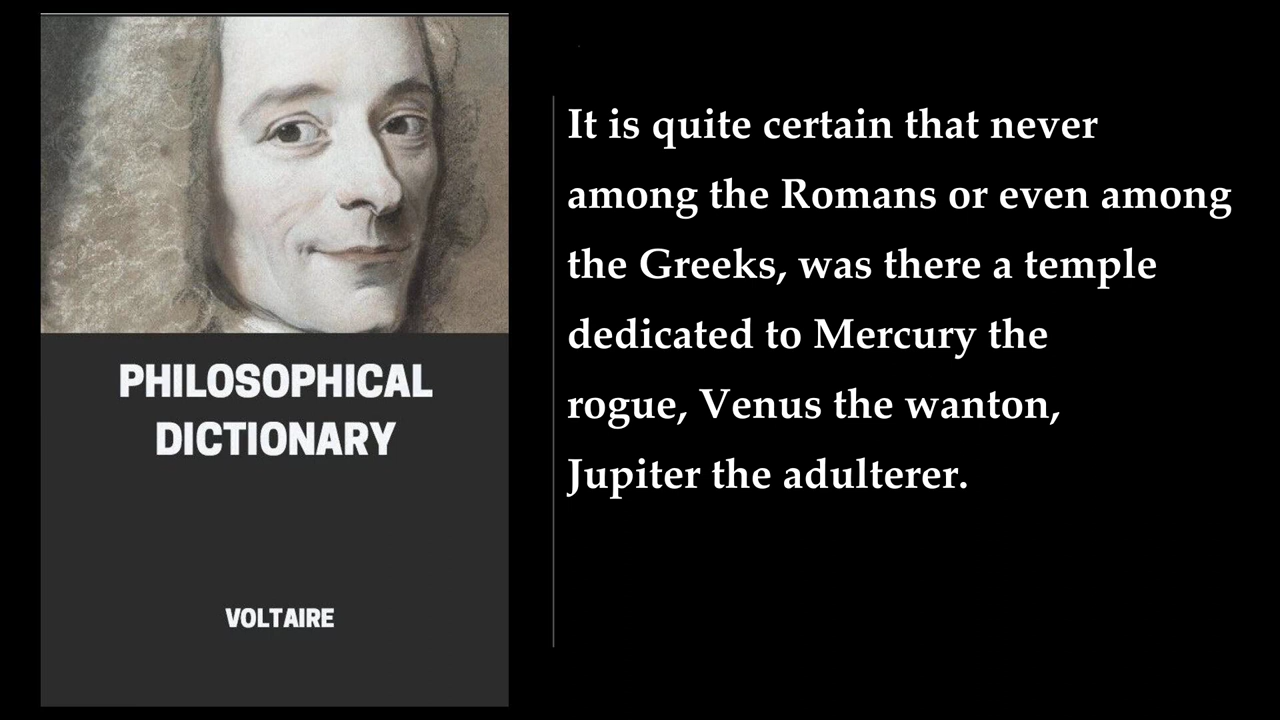 PHILOSOPHICAL
DICTIONARY
VOLTAIRE
It is quite certain that never
among the Romans or even among
the Greeks, was there a temple
dedicated to Mercury the
rogue, Venus the wanton,
Jupiter the adulterer.